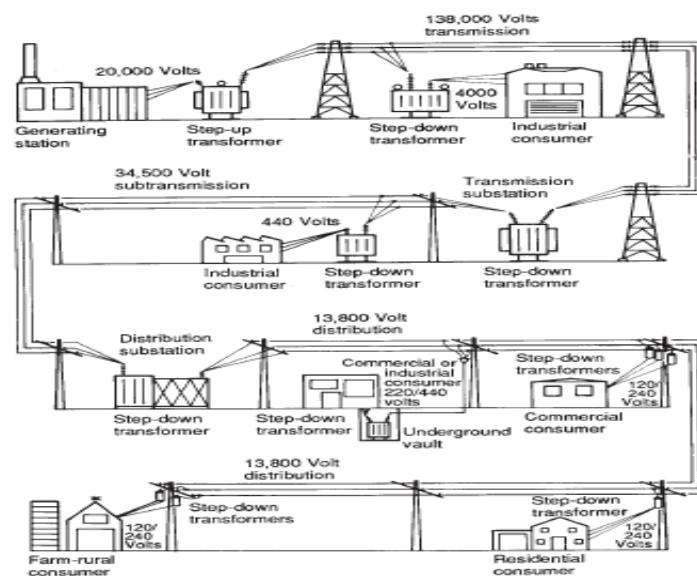 138,000 Volts
transmission
20,000 Volts
4000
Volts
Generating
station
Step-up
transformer
Step-down
transformer
Industrial
consumer
34,500 Volt
subtransmission
Transmission
substation
440 Volts
Industrial
consumer
Step-down
transformer
Step-down
transformer
13,800 Volt
distribution
Distribution
substation
Commercial or
industrial
consumer
220/440
volts
Step-down
transformers
120/
240
Volts
Step-down
transformer
Step-down
transformer
Underground
vault
Commercial
consumer
13,800 Volt
distribution
Step-down
transformers
Step-down
transformer
120/
240
Volts
120/
240
Volts
Farm-rural
consumer
Residential
consumer